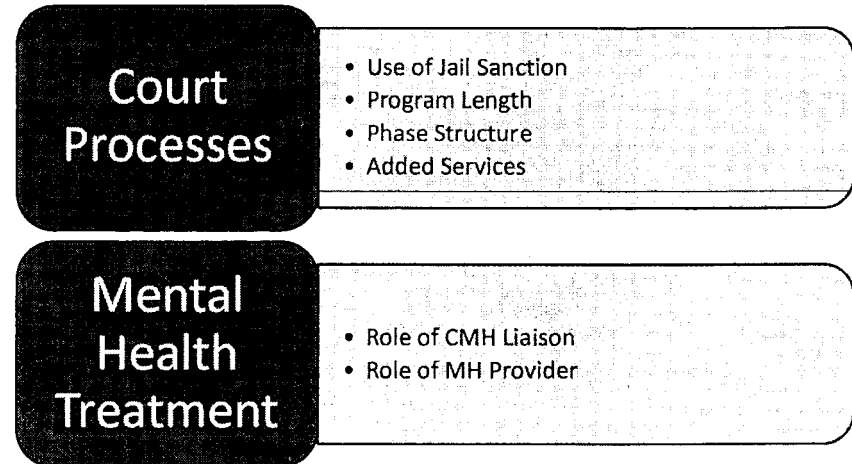 Court
Processes
• Use of Jail Sanction
• Program Length
• Phase Structure
• Added Services
Mental
Health
Treatment
• Role of CMH Liaison
• Role of MH Provider